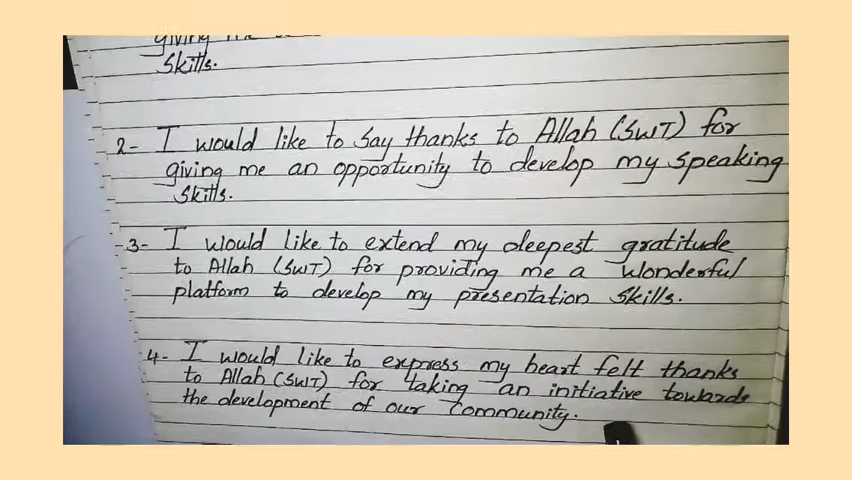 giving me
Skills.
2- I would like to say thanks to Allah (SWT) for
giving me an opportunity to develop my speaking
Skills.
3- I would like to extend my deepest gratitude
to Allah (SWT) for providing me a wonderful
platform to develop my presentation skills.
4- I would like to express my heart felt thanks
to Allah (SWT) for taking an initiative towards
the development of our Community.